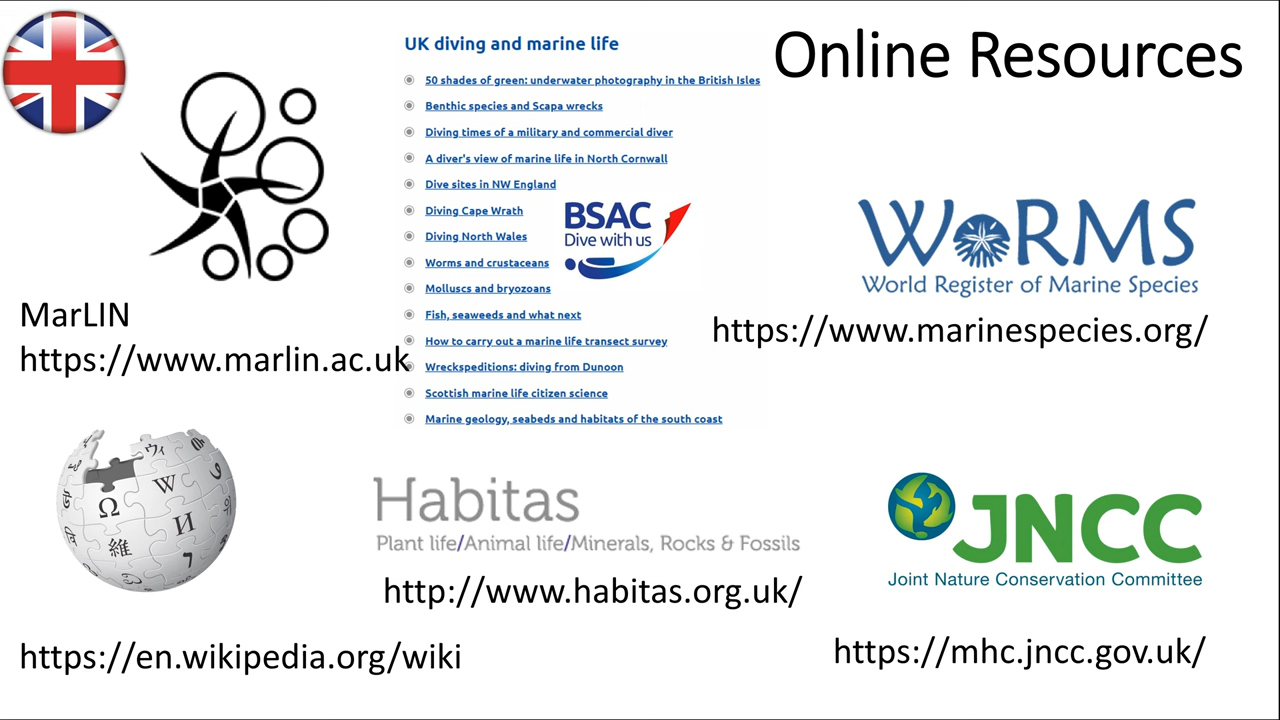 Online Resources
UK diving and marine life
50 shades of green: underwater photography in the British Isles
Benthic species and Scapa wrecks
Diving times of a military and commercial diver
A diver's view of marine life in North Cornwall
Dive sites in NW England
Diving Cape Wrath
Diving North Wales
Worms and crustaceans
Molluscs and bryozoans
Fish, seaweeds and what next
How to carry out a marine life transect survey
Wreckspeditions: diving from Dunoon
Scottish marine life citizen science
Marine geology, seabeds and habitats of the south coast
BSAC
Dive with us
WoRMS
World Register of Marine Species
https://www.marinespecies.org/
MarLIN
https://www.marlin.ac.uk
Ω
W
И
維
https://en.wikipedia.org/wiki
Habitas
Plant life/Animal life/Minerals, Rocks & Fossils
http://www.habitas.org.uk/
JNCC
Joint Nature Conservation Committee
https://mhc.jncc.gov.uk/